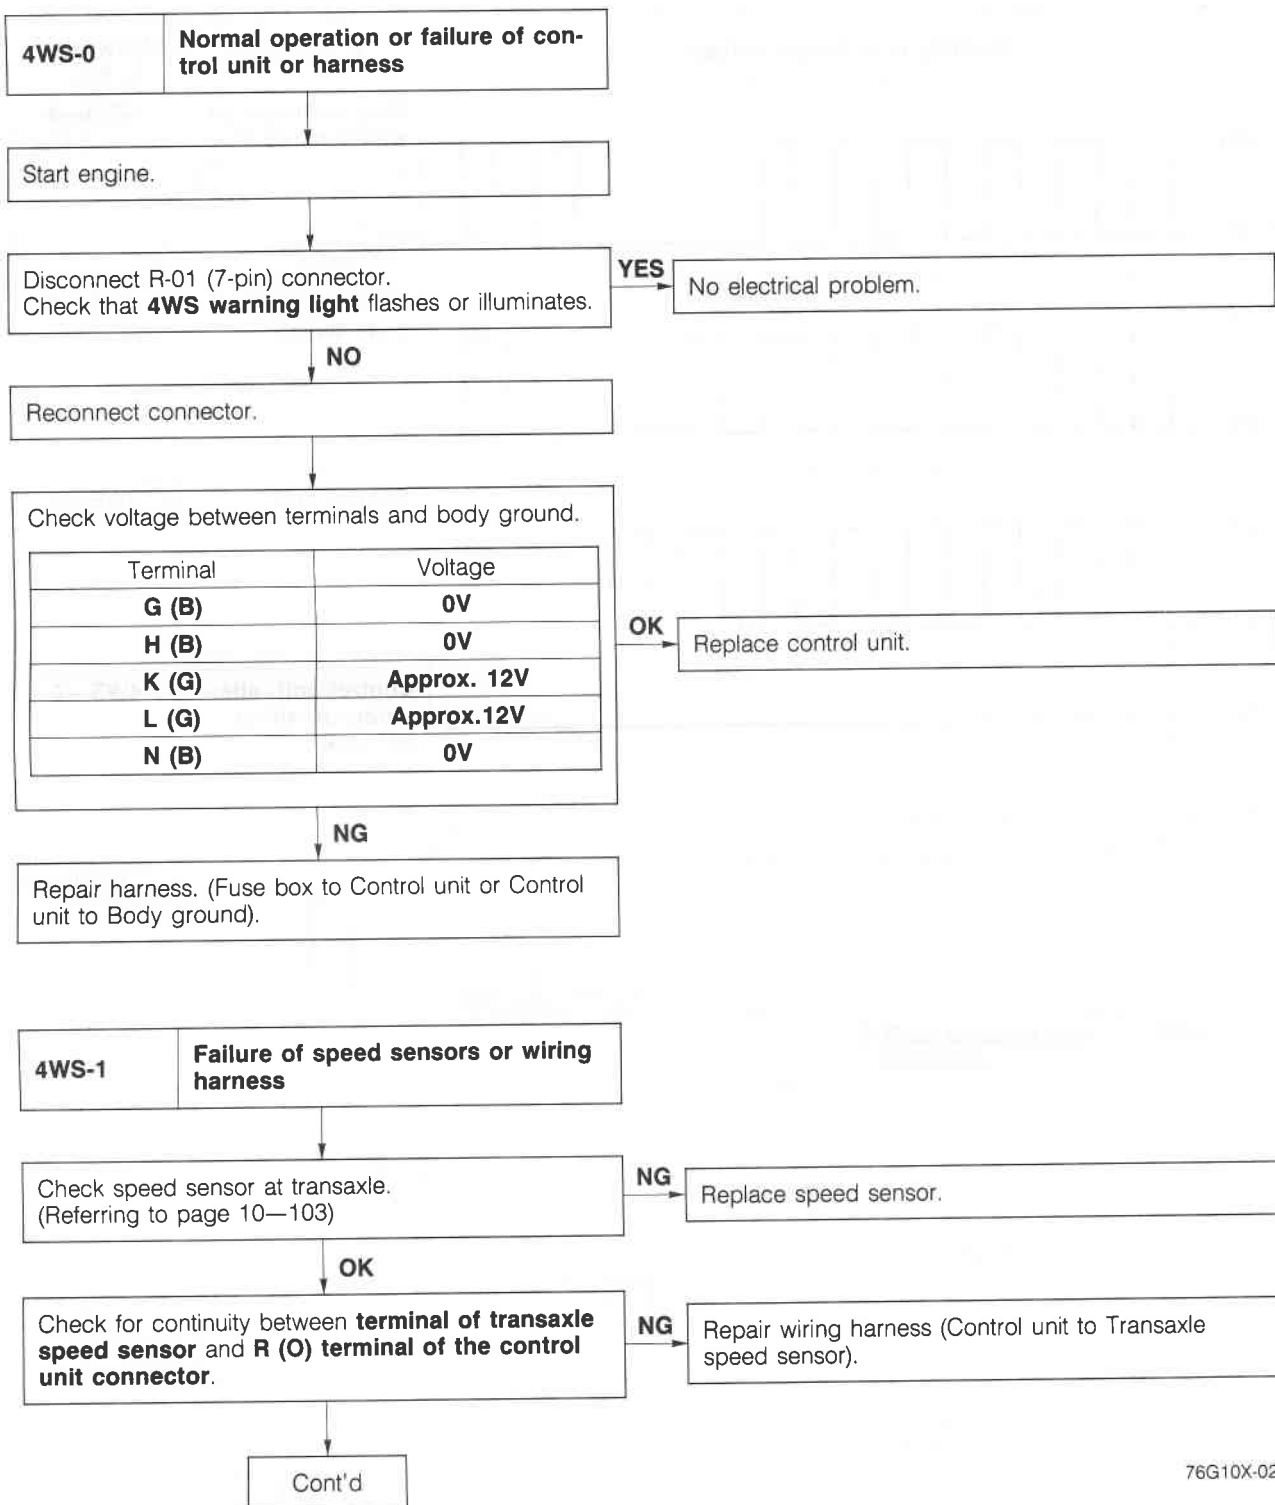 4WS-0
Normal operation or failure of con-
trol unit or harness
Start engine.
Disconnect R-01 (7-pin) connector.
Check that 4WS warning light flashes or illuminates.
YES
No electrical problem.
NO
Reconnect connector.
Check voltage between terminals and body ground.
Terminal Voltage
G (B) 0V
H (B) 0V
K (G) Approx. 12V
L (G) Approx.12V
N (B) 0V
OK
Replace control unit.
NG
Repair harness. (Fuse box to Control unit or Control
unit to Body ground).
4WS-1
Failure of speed sensors or wiring
harness
Check speed sensor at transaxle.
(Referring to page 10—103)
NG
Replace speed sensor.
OK
Check for continuity between terminal of transaxle
speed sensor and R (O) terminal of the control
unit connector.
NG
Repair wiring harness (Control unit to Transaxle
speed sensor).
Cont'd
76G10X-02